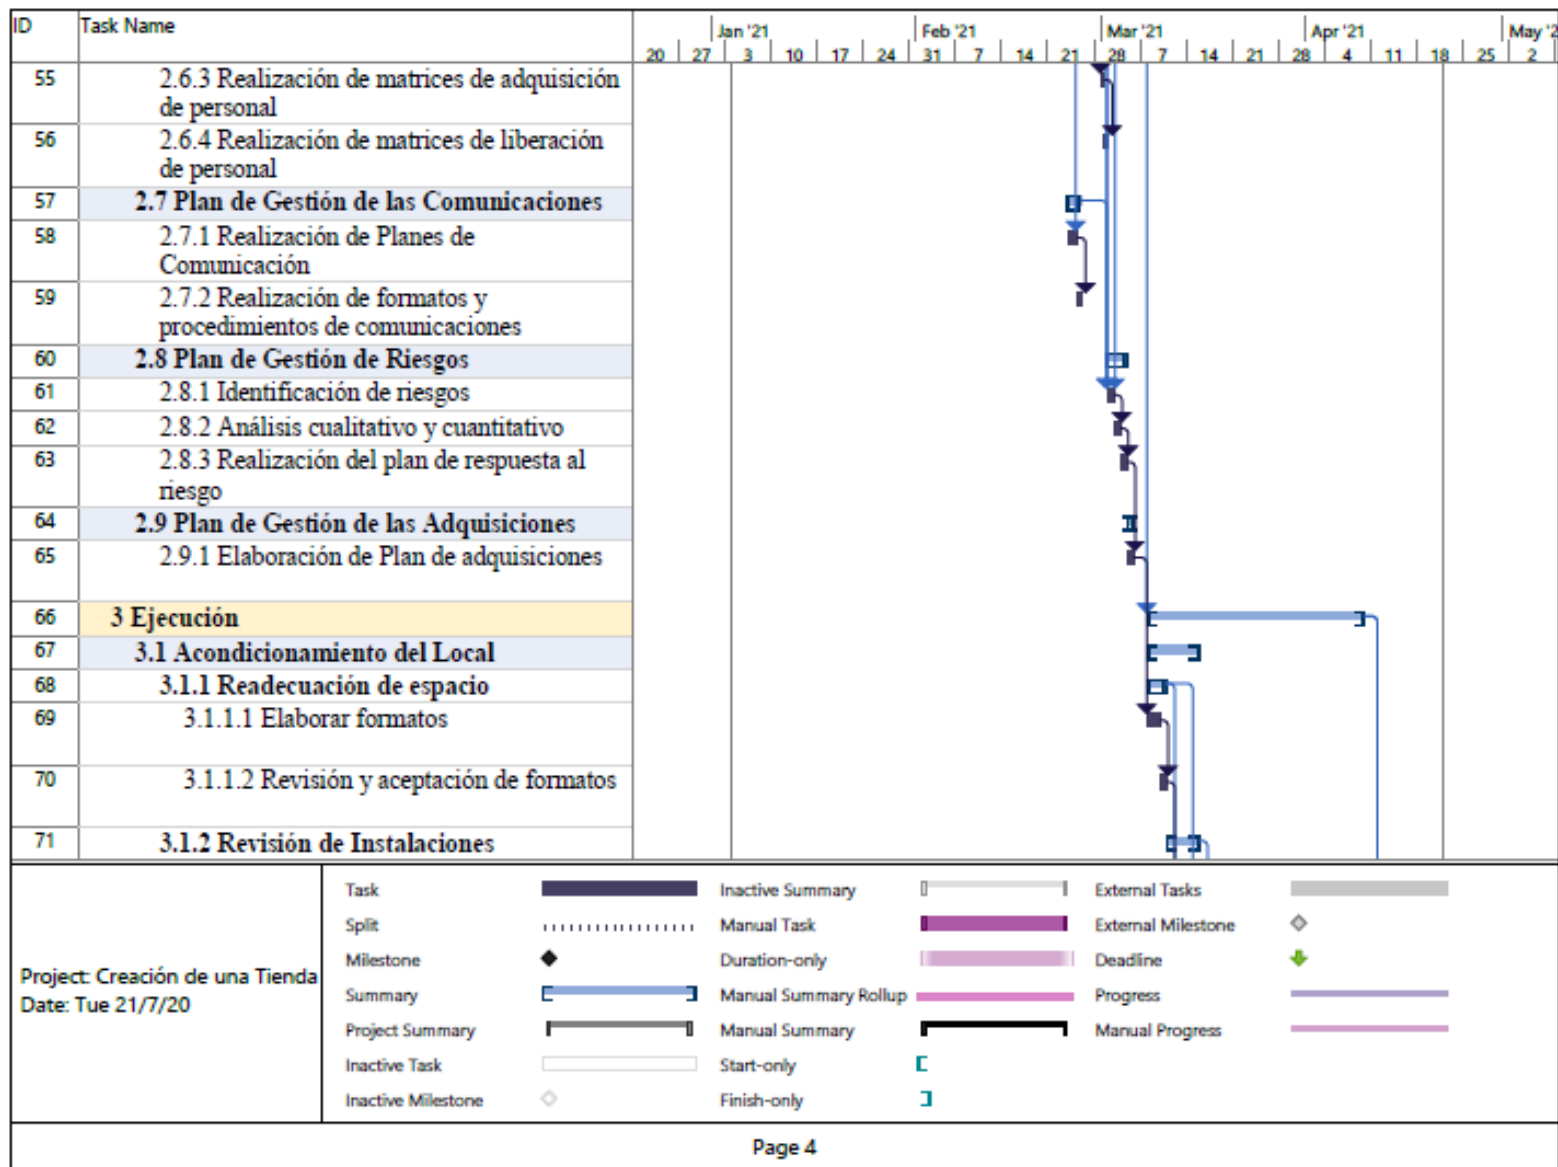 ID Task Name
Jan '21 Feb '21 Mar '21 Apr '21 May '2
20 27 3 10 17 24 31 7 14 21 28 7 14 21 28 4 11 18 25 2
55 2.6.3 Realización de matrices de adquisición
de personal
56 2.6.4 Realización de matrices de liberación
de personal
57 2.7 Plan de Gestión de las Comunicaciones
58 2.7.1 Realización de Planes de
Comunicación
59 2.7.2 Realización de formatos y
procedimientos de comunicaciones
60 2.8 Plan de Gestión de Riesgos
61 2.8.1 Identificación de riesgos
62 2.8.2 Análisis cualitativo y cuantitativo
63 2.8.3 Realización del plan de respuesta al
riesgo
64 2.9 Plan de Gestión de las Adquisiciones
65 2.9.1 Elaboración de Plan de adquisiciones
66 3 Ejecución
67 3.1 Acondicionamiento del Local
68 3.1.1 Readecuación de espacio
69 3.1.1.1 Elaborar formatos
70 3.1.1.2 Revisión y aceptación de formatos
71 3.1.2 Revisión de Instalaciones
Project: Creación de una Tienda
Date: Tue 21/7/20
Task
Split
Milestone
Summary
Project Summary
Inactive Task
Inactive Milestone
Inactive Summary
Manual Task
Duration-only
Manual Summary Rollup
Manual Summary
Start-only
Finish-only
External Tasks
External Milestone
Deadline
Progress
Manual Progress
Page 4